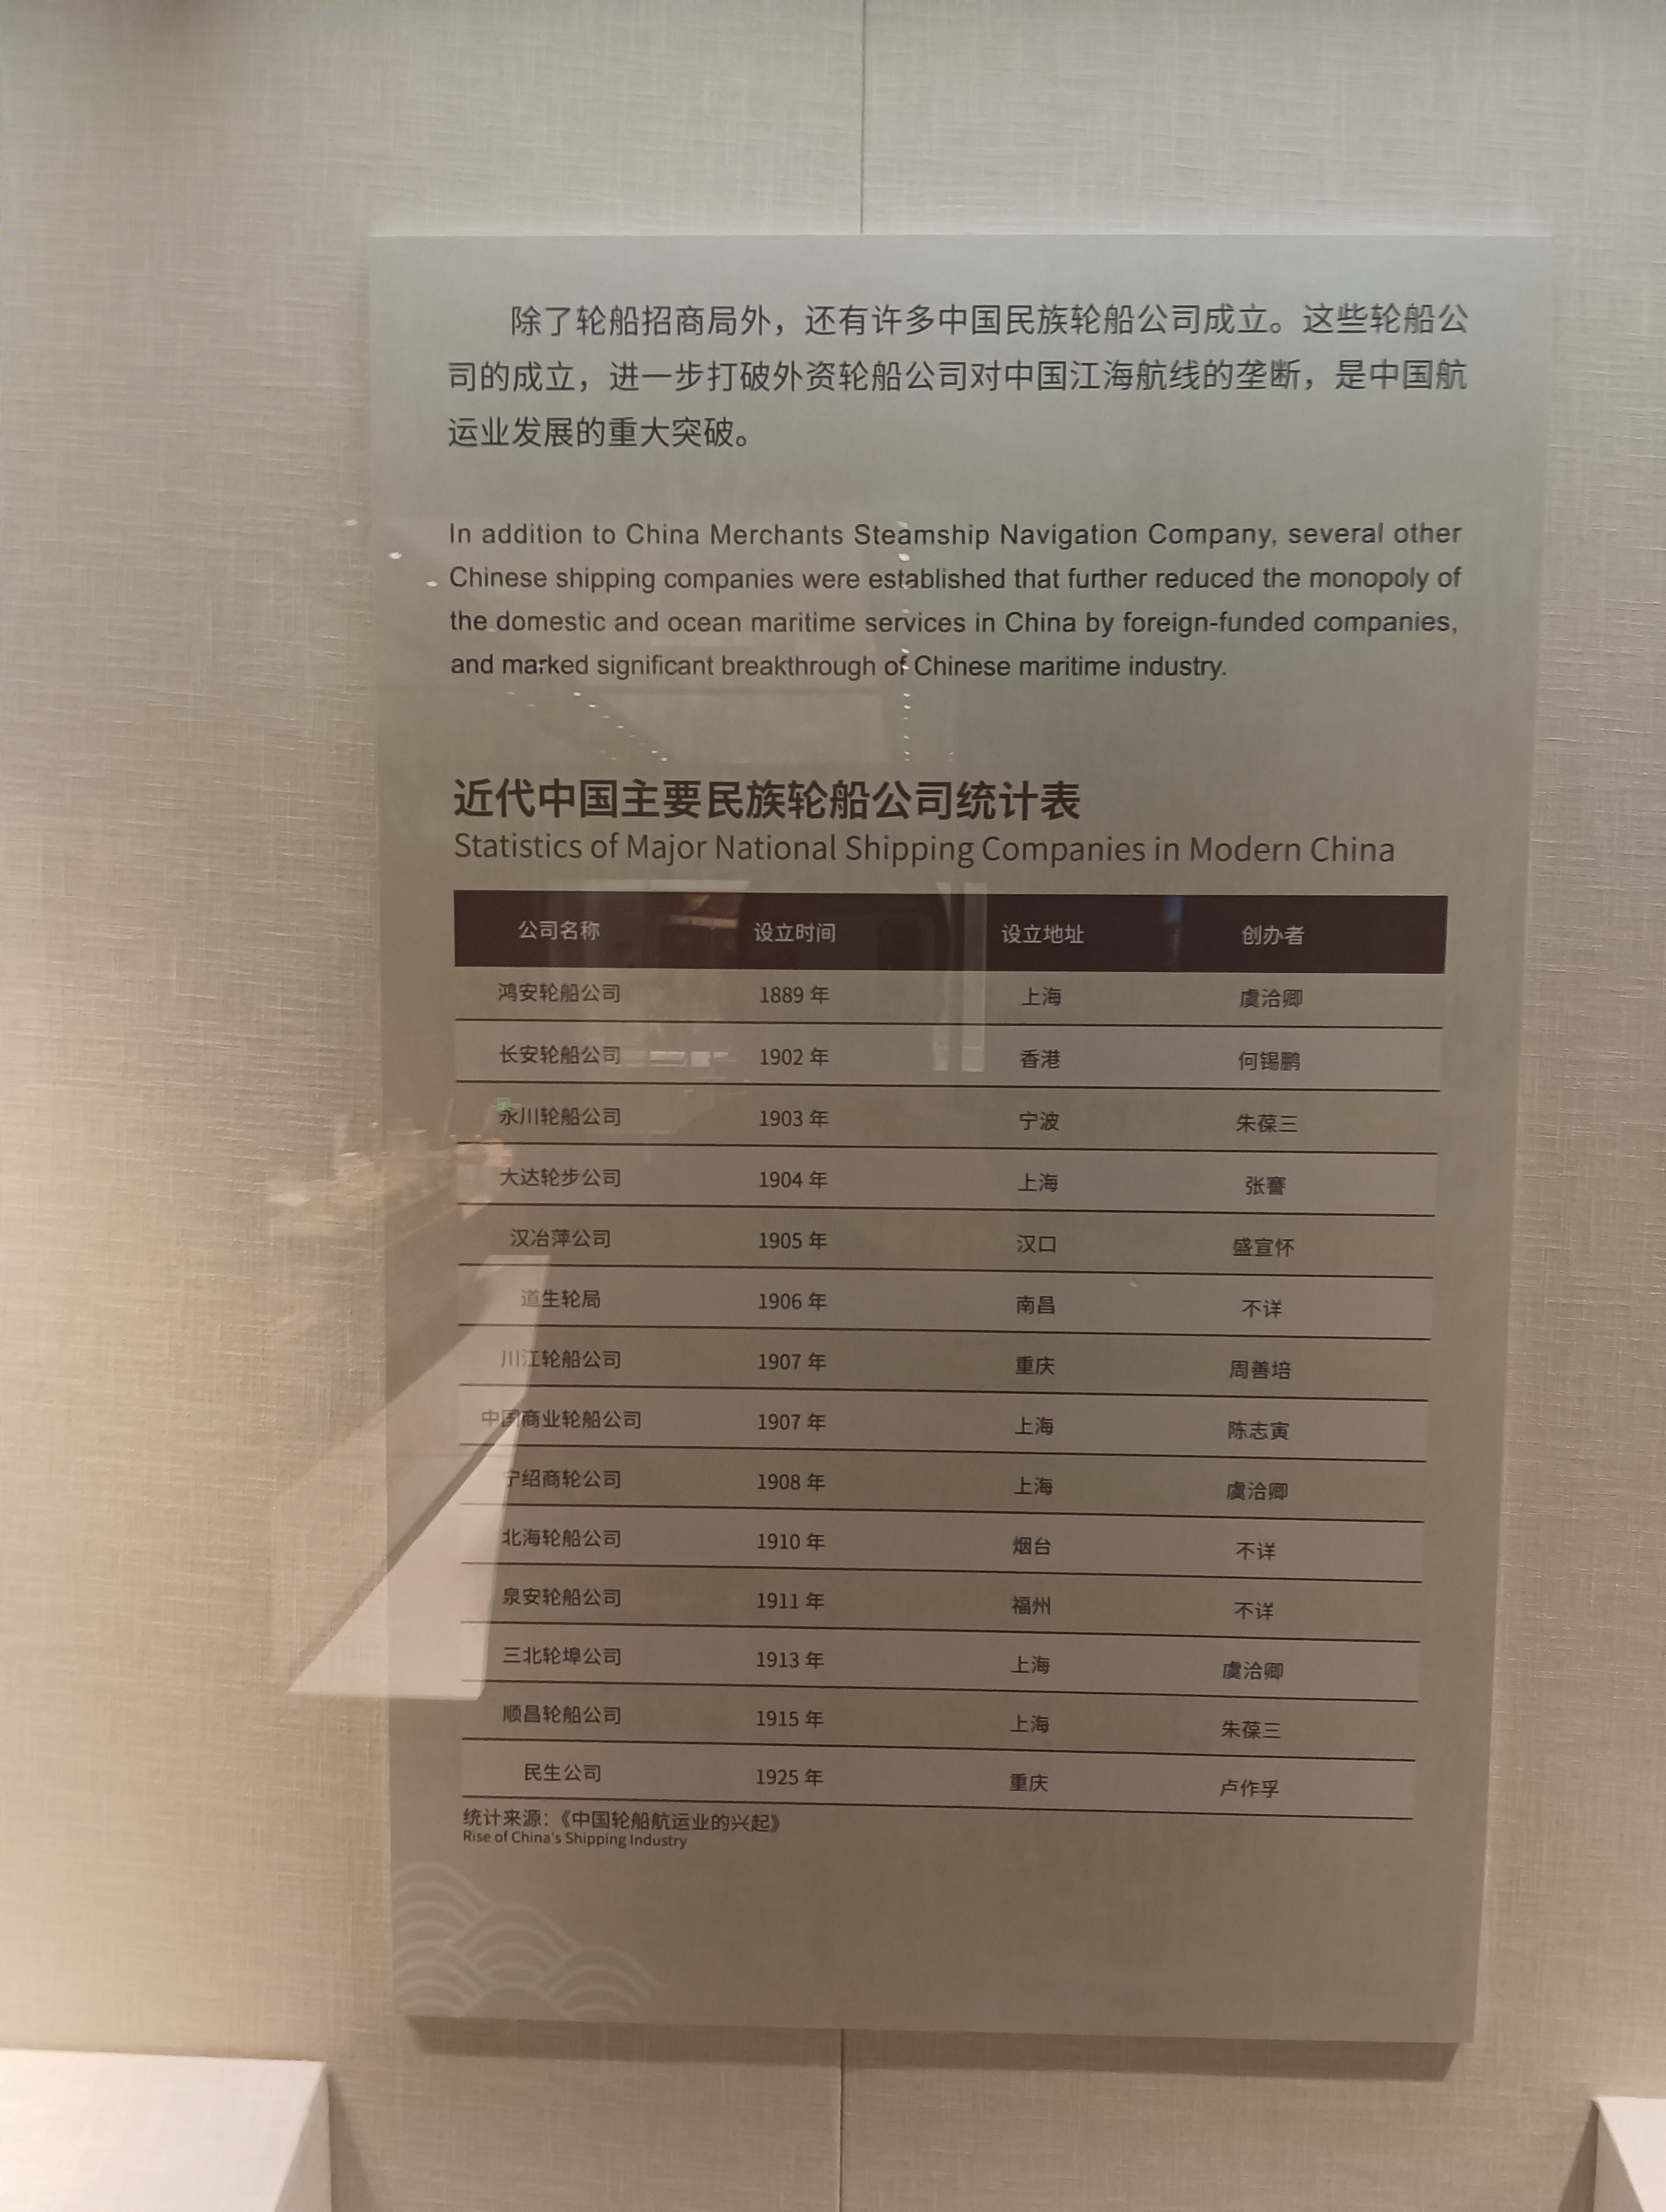 除了轮船招商局外，还有许多中国民族轮船公司成立。这些轮船公
司的成立，进一步打破外资轮船公司对中国江海航线的垄断，是中国航
运业发展的重大突破。
In addition to China Merchants Steamship Navigation Company, several other
Chinese shipping companies were established that further reduced the monopoly of
the domestic and ocean maritime services in China by foreign-funded companies,
and marked significant breakthrough of Chinese maritime industry.
近代中国主要民族轮船公司统计表
Statistics of Major National Shipping Companies in Modern China
公司名称 设立时间 设立地址 创办者
鸿安轮船公司 1889 年 上海 虞洽卿
长安轮船公司 1902 年 香港 何锡鹏
永川轮船公司 1903 年 宁波 朱葆三
大达轮步公司 1904 年 上海 张謇
汉冶萍公司 1905 年 汉口 盛宣怀
道生轮局 1906 年 南昌 不详
川江轮船公司 1907 年 重庆 周善培
中国商业轮船公司 1907 年 上海 陈志寅
宁绍商轮公司 1908 年 上海 虞洽卿
北海轮船公司 1910 年 烟台 不详
泉安轮船公司 1911 年 福州 不详
三北轮埠公司 1913 年 上海 虞洽卿
顺昌轮船公司 1915 年 上海 朱葆三
民生公司 1925 年 重庆 卢作孚
统计来源：《中国轮船航运业的兴起》
Rise of China's Shipping Industry